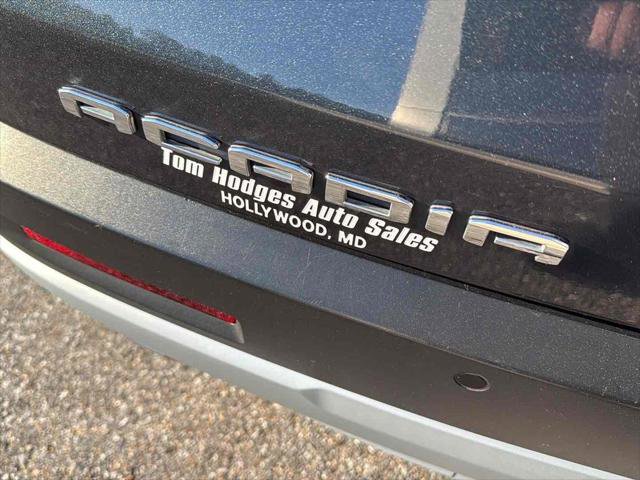 ACADIA
Tom Hodges Auto Sales
HOLLYWOOD, MD